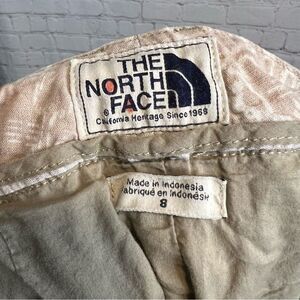 THE
NORTH
FACE
®
California Heritage Since 1968
Made in Indonesia
Fabriqué en Indonésie
8